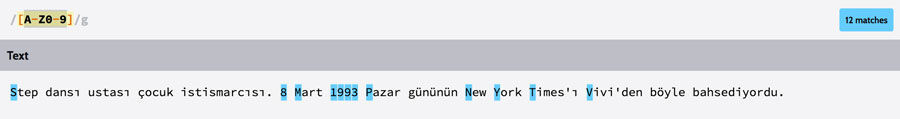 /[A-Z0-9]/g
12 matches
Text
Step dansı ustası çocuk istismarcısı. 8 Mart 1993 Pazar gününün New York Times'ı Vivi'den böyle bahsediyordu.